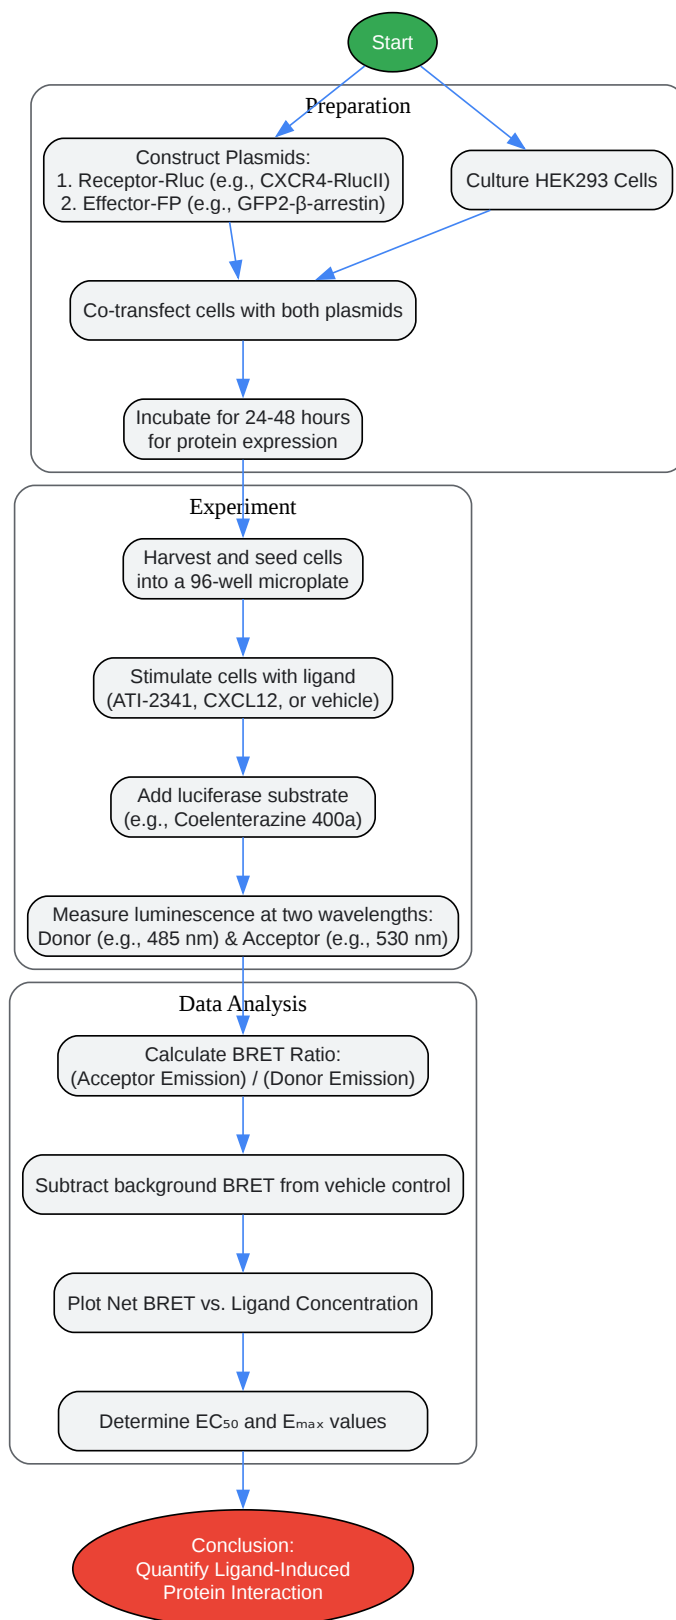 Start
Preparation
Construct Plasmids:
1. Receptor-Rluc (e.g., CXCR4-RlucII)
2. Effector-FP (e.g., GFP2-β-arrestin)
Culture HEK293 Cells
Co-transfect cells with both plasmids
Incubate for 24-48 hours
for protein expression
Experiment
Harvest and seed cells
into a 96-well microplate
Stimulate cells with ligand
(ATI-2341, CXCL12, or vehicle)
Add luciferase substrate
(e.g., Coelenterazine 400a)
Measure luminescence at two wavelengths:
Donor (e.g., 485 nm) & Acceptor (e.g., 530 nm)
Data Analysis
Calculate BRET Ratio:
(Acceptor Emission) / (Donor Emission)
Subtract background BRET from vehicle control
Plot Net BRET vs. Ligand Concentration
Determine EC₅₀ and Eₘₐₓ values
Conclusion:
Quantify Ligand-Induced
Protein Interaction